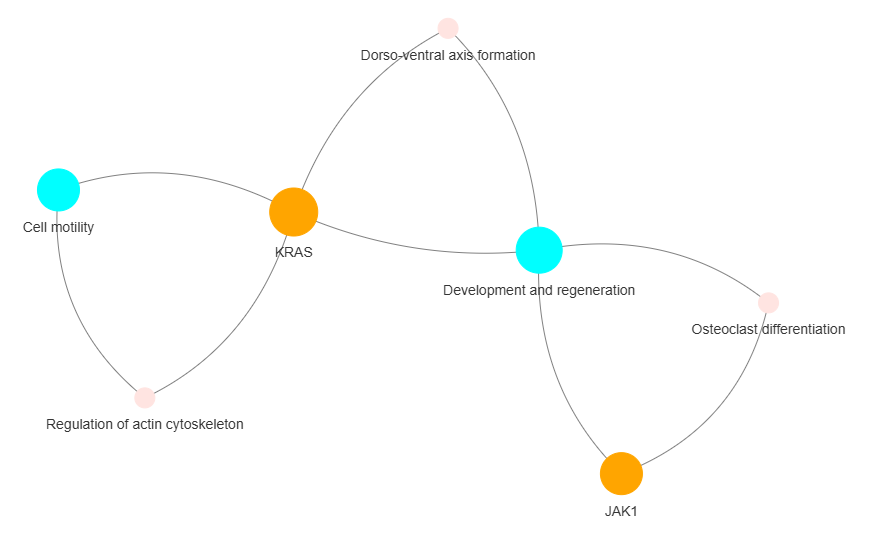 Dorso-ventral axis formation
Cell motility
KRAS
Development and regeneration
Osteoclast differentiation
Regulation of actin cytoskeleton
JAK1